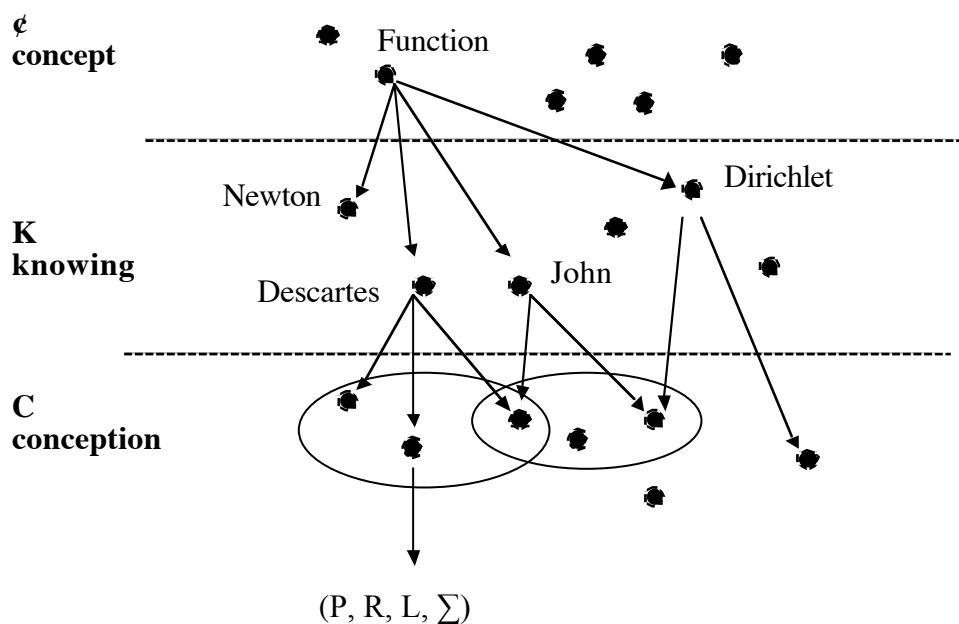 ¢
concept
Function
Newton
Dirichlet
K
knowing
Descartes
John
C
conception
(P, R, L, ∑)